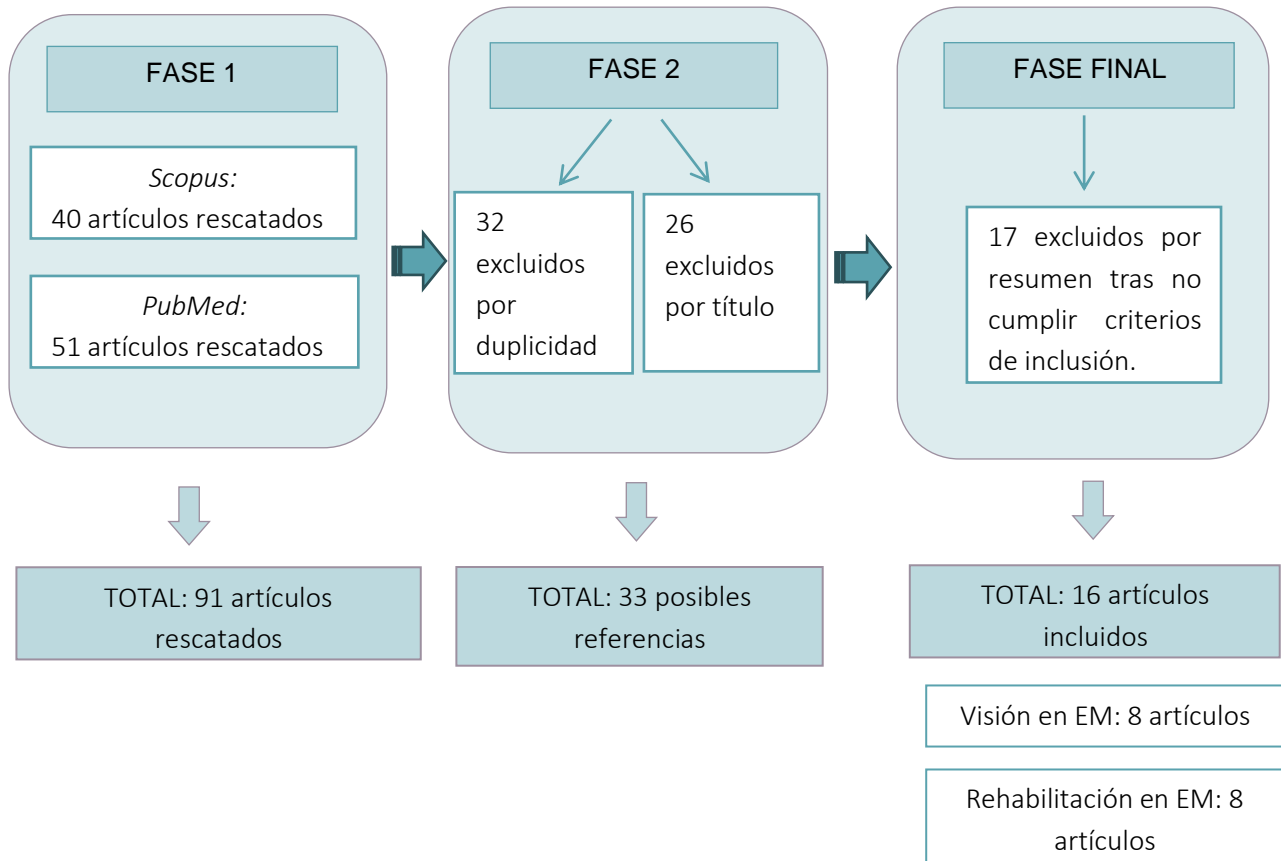 FASE 1
Scopus:
40 artículos rescatados
PubMed:
51 artículos rescatados
FASE 2
32
excluidos
por
duplicidad
26
excluidos
por título
FASE FINAL
17 excluidos por
resumen tras no
cumplir criterios
de inclusión.
TOTAL: 91 artículos
rescatados
TOTAL: 33 posibles
referencias
TOTAL: 16 artículos
incluidos
Visión en EM: 8 artículos
Rehabilitación en EM: 8
artículos